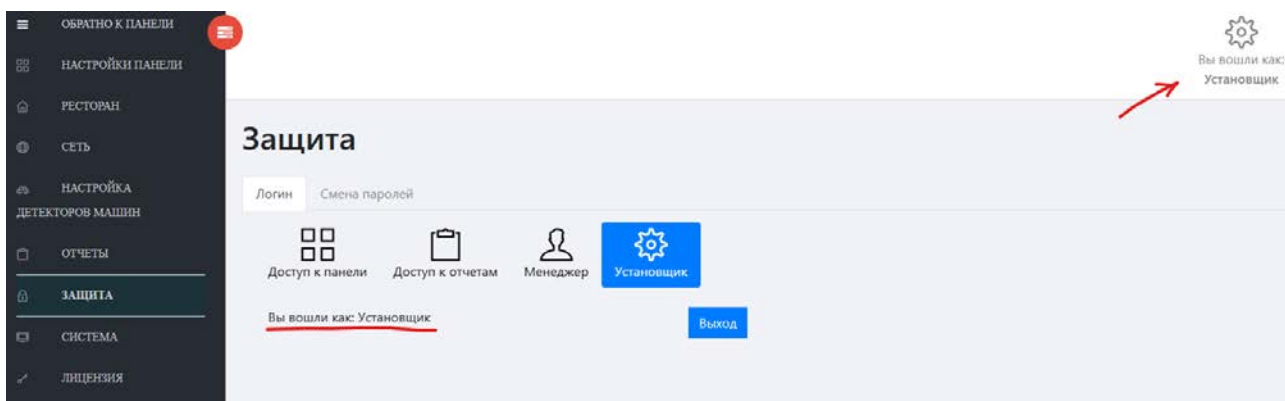 ОБРАТНО К ПАНЕЛИ
НАСТРОЙКИ ПАНЕЛИ
РЕСТОРАН
СЕТЬ
НАСТРОЙКА
ДЕТЕКТОРОВ МАШИН
ОТЧЕТЫ
ЗАЩИТА
СИСТЕМА
ЛИЦЕНЗИЯ
Вы вошли как:
Установщик
Защита
Логин Смена паролей
Доступ к панели Доступ к отчетам Менеджер Установщик
Вы вошли как: Установщик Выход